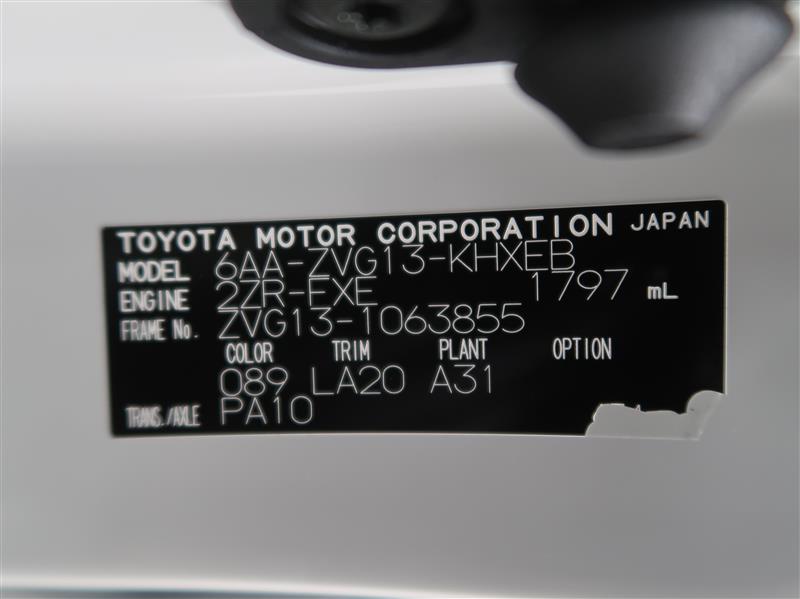 TOYOTA MOTOR CORPORATION JAPAN
MODEL 6AA-ZVG13-KHXEB
ENGINE 2ZR-FXE 1797 mL
FRAME No. ZVG13-1063855
COLOR TRIM PLANT OPTION
089 LA20 A31
TRANS./AXLE PA10